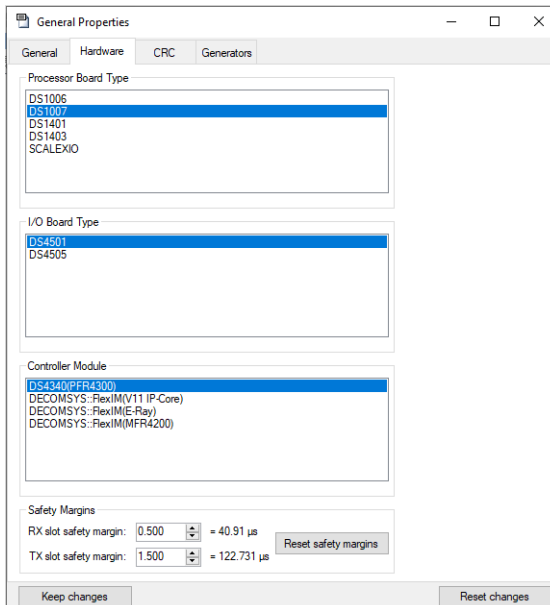 General Properties
General Hardware CRC Generators
Processor Board Type
DS1006
DS1007
DS1401
DS1403
SCALEXIO
I/O Board Type
DS4501
DS4505
Controller Module
DS4340(PFR4300)
DECOMSYS::FlexIM(V11 IP-Core)
DECOMSYS::FlexIM(E-Ray)
DECOMSYS::FlexIM(MFR4200)
Safety Margins
RX slot safety margin: 0.500 = 40.91 µs
Reset safety margins
TX slot safety margin: 1.500 = 122.731 µs
Keep changes Reset changes